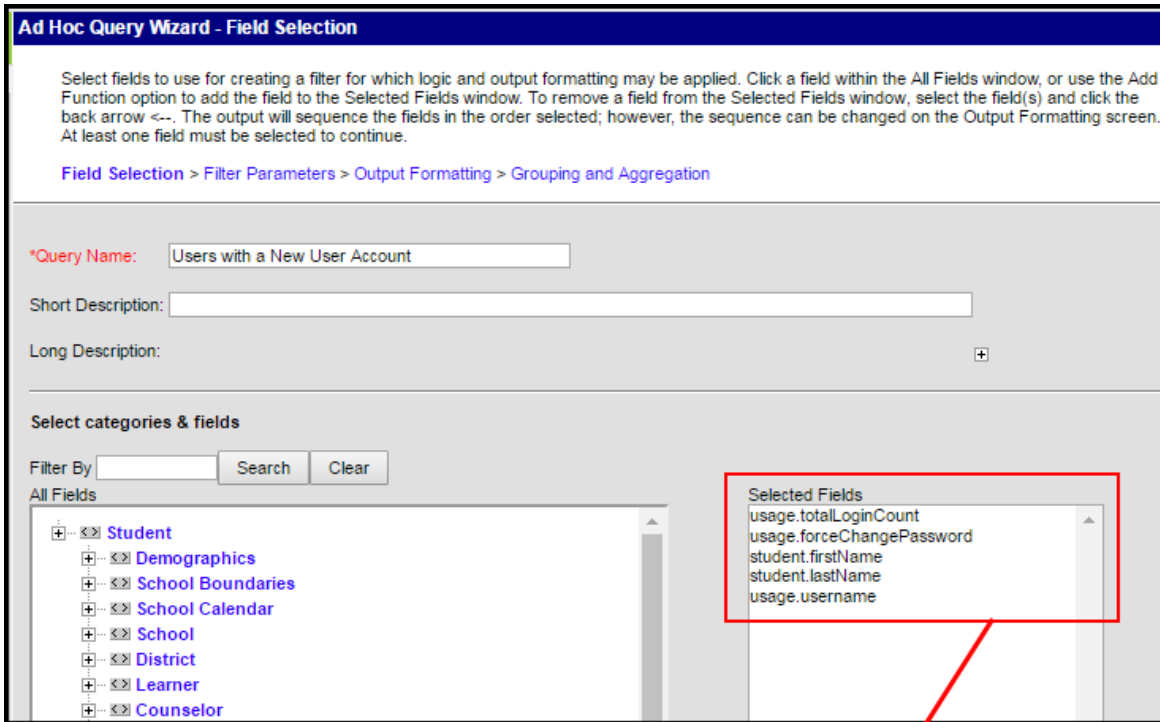 Ad Hoc Query Wizard - Field Selection
Select fields to use for creating a filter for which logic and output formatting may be applied. Click a field within the All Fields window, or use the Add
Function option to add the field to the Selected Fields window. To remove a field from the Selected Fields window, select the field(s) and click the
back arrow <--. The output will sequence the fields in the order selected; however, the sequence can be changed on the Output Formatting screen.
At least one field must be selected to continue.
Field Selection > Filter Parameters > Output Formatting > Grouping and Aggregation
*Query Name: Users with a New User Account
Short Description:
Long Description:
Select categories & fields
Filter By Search Clear
All Fields
Student
Demographics
School Boundaries
School Calendar
School
District
Learner
Counselor
Selected Fields
usage.totalLoginCount
usage.forceChangePassword
student.firstName
student.lastName
usage.username